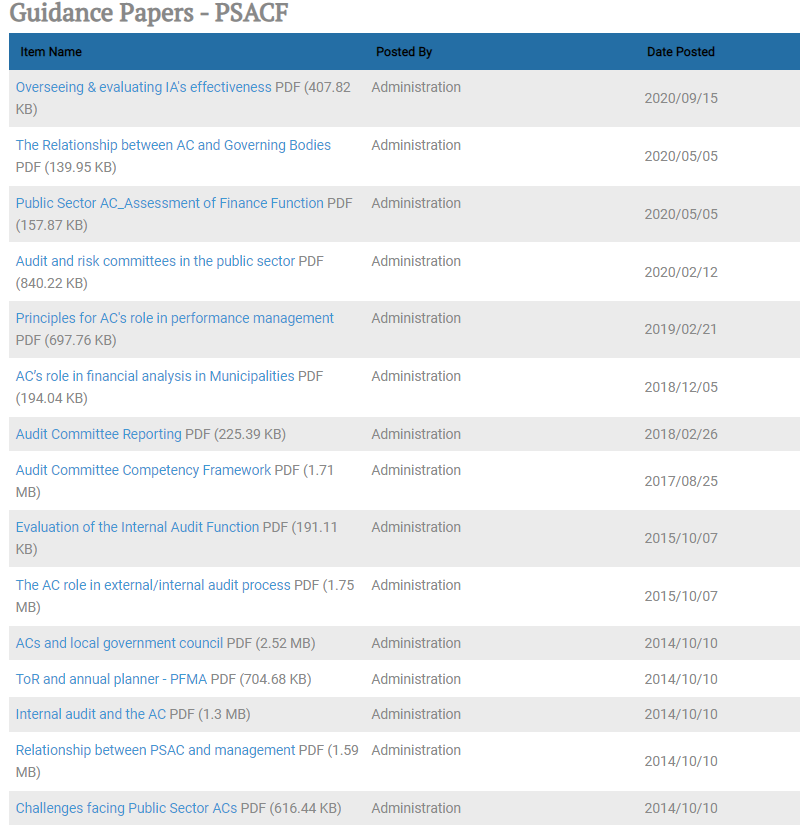 Guidance Papers - PSACF
Item Name Posted By Date Posted
Overseeing & evaluating IA's effectiveness PDF (407.82 KB) Administration 2020/09/15
The Relationship between AC and Governing Bodies PDF (139.95 KB) Administration 2020/05/05
Public Sector AC_Assessment of Finance Function PDF (157.87 KB) Administration 2020/05/05
Audit and risk committees in the public sector PDF (840.22 KB) Administration 2020/02/12
Principles for AC's role in performance management PDF (697.76 KB) Administration 2019/02/21
AC's role in financial analysis in Municipalities PDF (194.04 KB) Administration 2018/12/05
Audit Committee Reporting PDF (225.39 KB) Administration 2018/02/26
Audit Committee Competency Framework PDF (1.71 MB) Administration 2017/08/25
Evaluation of the Internal Audit Function PDF (191.11 KB) Administration 2015/10/07
The AC role in external/internal audit process PDF (1.75 MB) Administration 2015/10/07
ACs and local government council PDF (2.52 MB) Administration 2014/10/10
ToR and annual planner - PFMA PDF (704.68 KB) Administration 2014/10/10
Internal audit and the AC PDF (1.3 MB) Administration 2014/10/10
Relationship between PSAC and management PDF (1.59 MB) Administration 2014/10/10
Challenges facing Public Sector ACs PDF (616.44 KB) Administration 2014/10/10